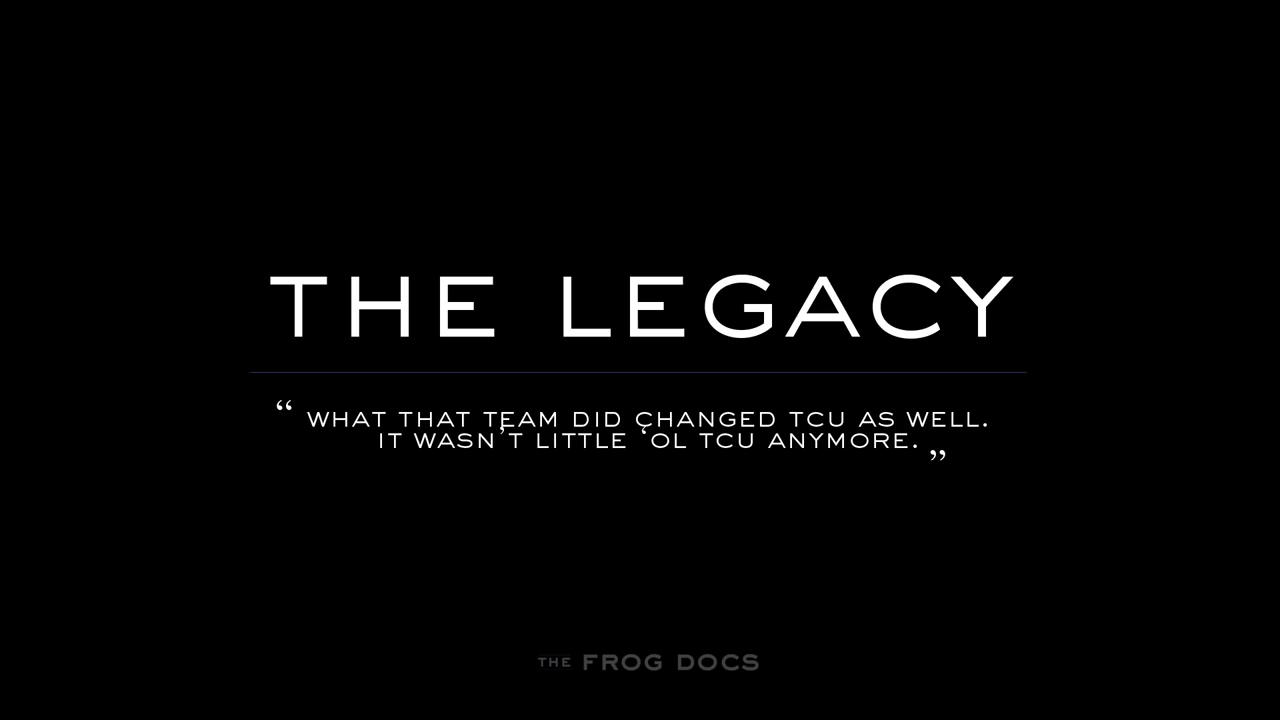 THE LEGACY
“ WHAT THAT TEAM DID CHANGED TCU AS WELL.
IT WASN’T LITTLE ‘OL TCU ANYMORE. ”
THE FROG DOCS